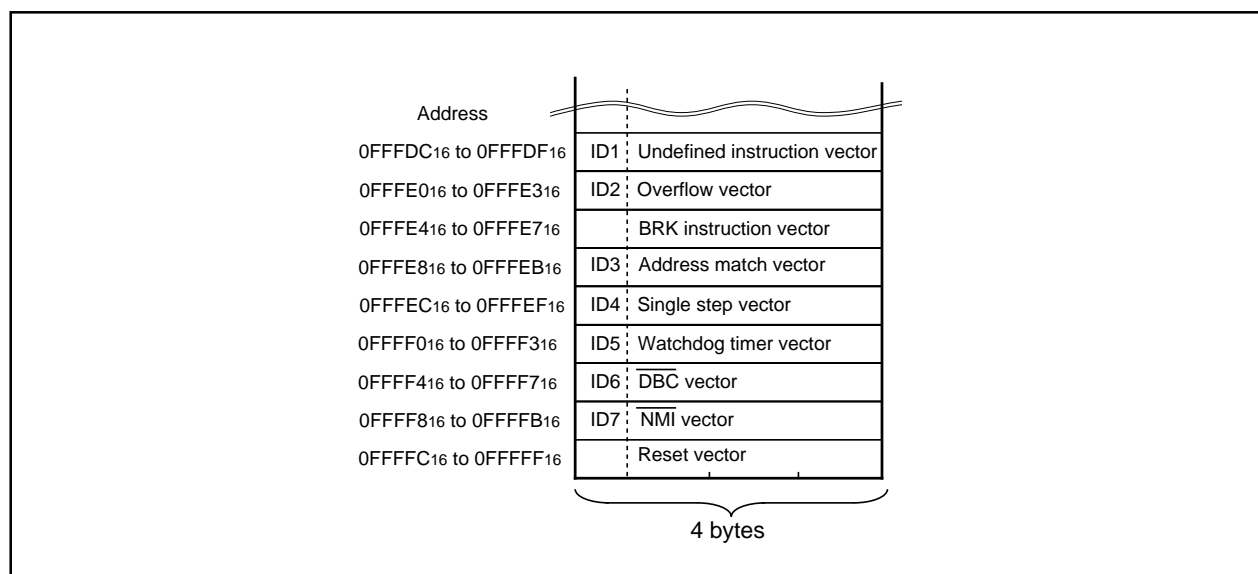 Address
0FFFDC16 to 0FFFDF16 ID1 Undefined instruction vector
0FFFE016 to 0FFFE316 ID2 Overflow vector
0FFFE416 to 0FFFE716 BRK instruction vector
0FFFE816 to 0FFFEB16 ID3 Address match vector
0FFFEC16 to 0FFFEF16 ID4 Single step vector
0FFFF016 to 0FFFF316 ID5 Watchdog timer vector
0FFFF416 to 0FFFF716 ID6 D̅B̅C̅ vector
0FFFF816 to 0FFFFB16 ID7 N̅M̅I̅ vector
0FFFFC16 to 0FFFFF16 Reset vector
4 bytes